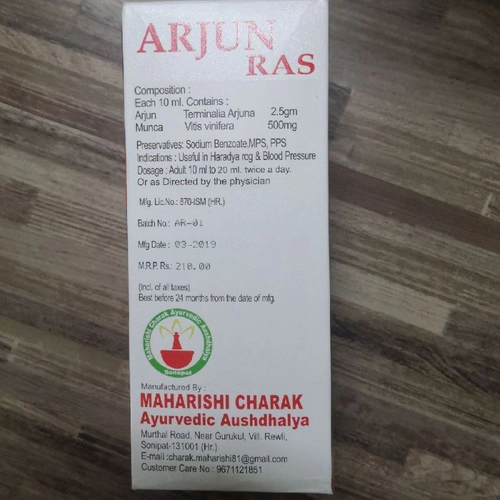 ARJUN
RAS
Composition :
Each 10 ml. Contains :
Arjun Terminalia Arjuna 2.5gm
Munca Vitis vinifera 500mg
Preservatives: Sodium Benzoate,MPS, PPS
Indications : Useful in Haradya rog & Blood Pressure
Dosage : Adult 10 ml to 20 ml. twice a day.
Or as Directed by the physician
Mfg. Lic.No.: 870-ISM (HR.)
Batch No.: AR-01
Mfg Date : 03-2019
M.R.P. Rs.: 210.00
(Incl. of all taxes)
Best before 24 months from the date of mfg.
Maharishi Charak Ayurvedic Aushdhalya
Sonipat
Manufactured By :
MAHARISHI CHARAK
Ayurvedic Aushdhalya
Murthal Road, Near Gurukul, Vill. Rewli,
Sonipat-131001 (Hr.)
E-mail :charak.maharishi81@gmail.com
Customer Care No.: 9671121851